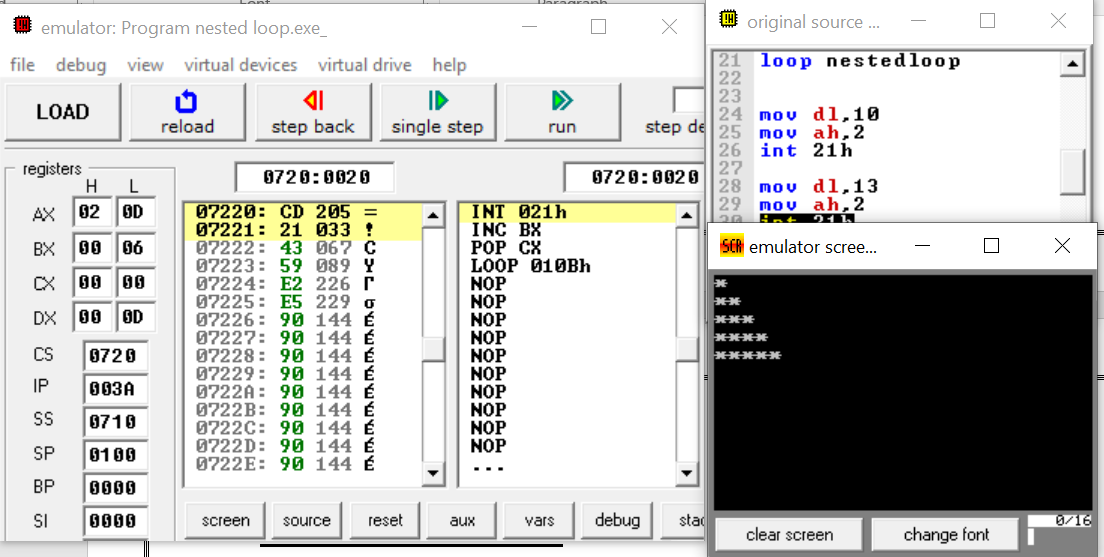 emulator: Program nested loop.exe_
file debug view virtual devices virtual drive help
LOAD
reload
step back
single step
run
step de
registers
H L
AX 02 0D
BX 00 06
CX 00 00
DX 00 0D
CS 0720
IP 003A
SS 0710
SP 0100
BP 0000
SI 0000
0720:0020
0720:0020
07220: CD 205 =
07221: 21 033 !
07222: 43 067 C
07223: 59 089 Y
07224: E2 226 Γ
07225: E5 229 σ
07226: 90 144 É
07227: 90 144 É
07228: 90 144 É
07229: 90 144 É
0722A: 90 144 É
0722B: 90 144 É
0722C: 90 144 É
0722D: 90 144 É
0722E: 90 144 É
INT 021h
INC BX
POP CX
LOOP 010Bh
NOP
NOP
NOP
NOP
NOP
NOP
NOP
NOP
NOP
NOP
...
screen source reset aux vars debug stac
original source ...
21 loop nestedloop
22
23
24 mov dl,10
25 mov ah,2
26 int 21h
27
28 mov dl,13
29 mov ah,2
30 int 21h
emulator scree...
*
**
***
****
*****
clear screen
change font
0/16